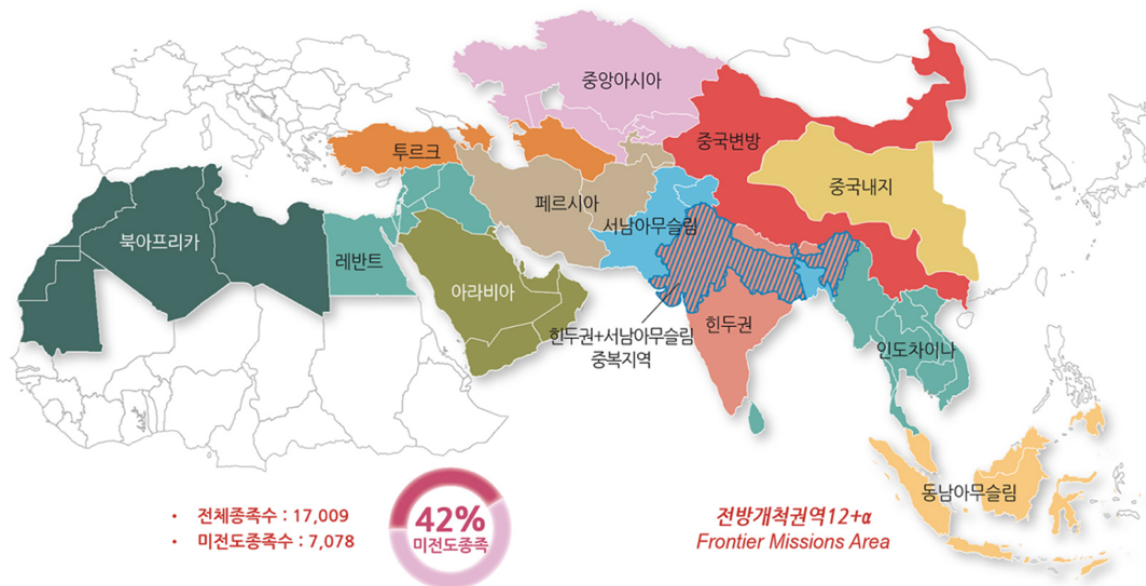 중앙아시아
중국변방
투르크
중국내지
페르시아
서남아무슬림
북아프리카
레반트
아라비아
힌두권
힌두권+서남아무슬림
중복지역
인도차이나
동남아무슬림
• 전체종족수 : 17,009
• 미전도종족수 : 7,078
42%
미전도종족
전방개척권역12+α
Frontier Missions Area